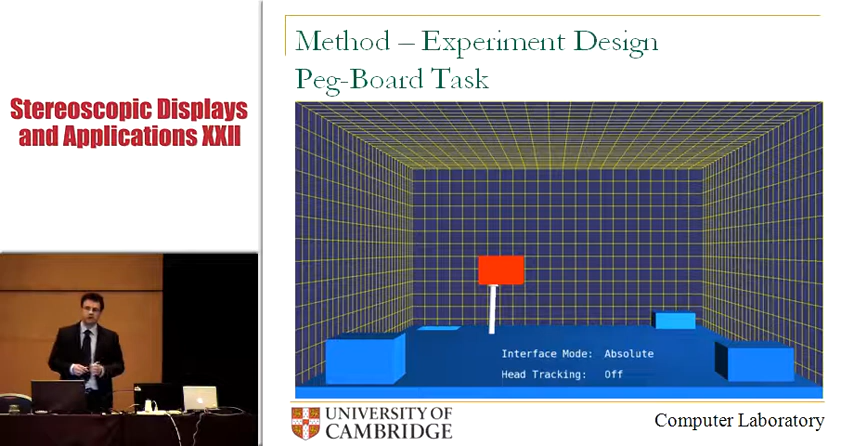 Stereoscopic Displays
and Applications XXII
Method – Experiment Design
Peg-Board Task
Interface Mode: Absolute
Head Tracking: Off
UNIVERSITY OF
CAMBRIDGE
Computer Laboratory